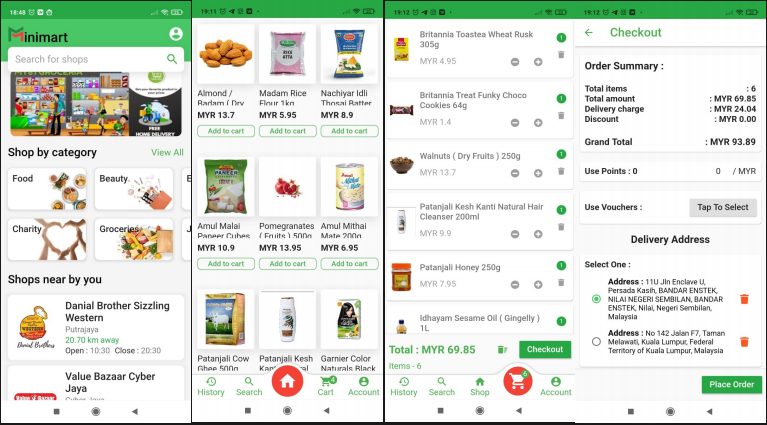 18:48
Minimart
Search for shops
FREE
HOME DELIVERY
Shop by category
View All
Food
Beauty
E
Charity
Groceries
J
Shops near by you
Danial Brother Sizzling
Western
Putrajaya
20.70 km away
Open : 10:30 Close : 20:30
Danial Brothers
Value Bazaar Cyber
Jaya
Cyber Jaya
19:11
Almond /
Badam ( Dry
MYR 13.7
Add to cart
Madam Rice
Flour 1kg
MYR 5.95
Add to cart
Nachiyar Idli
Thosai Batter
MYR 8.9
Add to cart
Amul Malai
Paneer Cubes
MYR 10.9
Add to cart
Pomegranates
( Fruits ) 500g
MYR 13.95
Add to cart
Amul Mithai
Mate 200g
MYR 6.95
Add to cart
Patanjali Cow
Ghee 500g
Patanjali Kesh
Kanti Natural
Garnier Color
Naturals Black
History
Search
4
Cart
Account
19:12
Britannia Toastea Wheat Rusk
305g
1
MYR 4.95
Britannia Treat Funky Choco
Cookies 64g
1
MYR 1.4
Walnuts ( Dry Fruits ) 250g
1
MYR 13.7
Patanjali Kesh Kanti Natural Hair
Cleanser 200ml
1
MYR 9.9
Patanjali Honey 250g
1
MYR 7.95
Idhayam Sesame Oil ( Gingelly )
1L
1
Total : MYR 69.85
Checkout
Items - 6
History
Search
Shop
6
Account
19:12
Checkout
Order Summary :
Total items : 6
Total amount : MYR 69.85
Delivery charge : MYR 24.04
Discount : MYR 0.00
Grand Total : MYR 93.89
Use Points : 0 0 / MYR
Use Vouchers : Tap To Select
Delivery Address
Select One :
Address : 11U Jln Enclave U,
Persada Kasih, BANDAR ENSTEK,
NILAI NEGERI SEMBILAN, BANDAR
ENSTEK, Nilai, Negeri Sembilan,
Malaysia
Address : No 142 Jalan F7, Taman
Melawati, Kuala Lumpur, Federal
Territory of Kuala Lumpur, Malaysia
Place Order